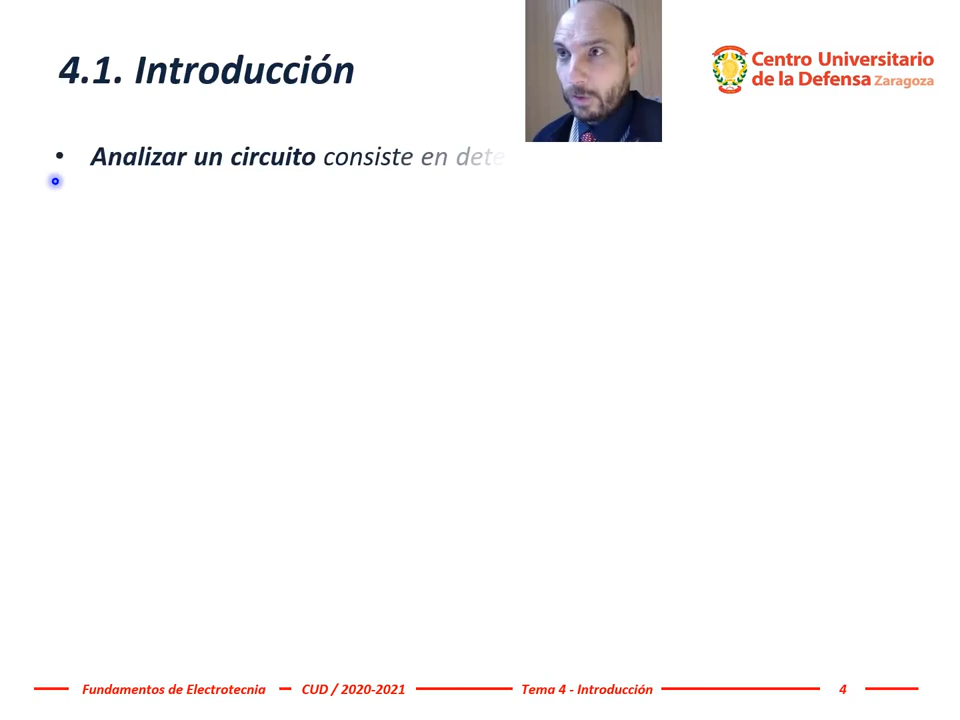 4.1. Introducción
Centro Universitario
de la Defensa Zaragoza
• Analizar un circuito consiste en dete
Fundamentos de Electrotecnia CUD / 2020-2021 Tema 4 - Introducción 4